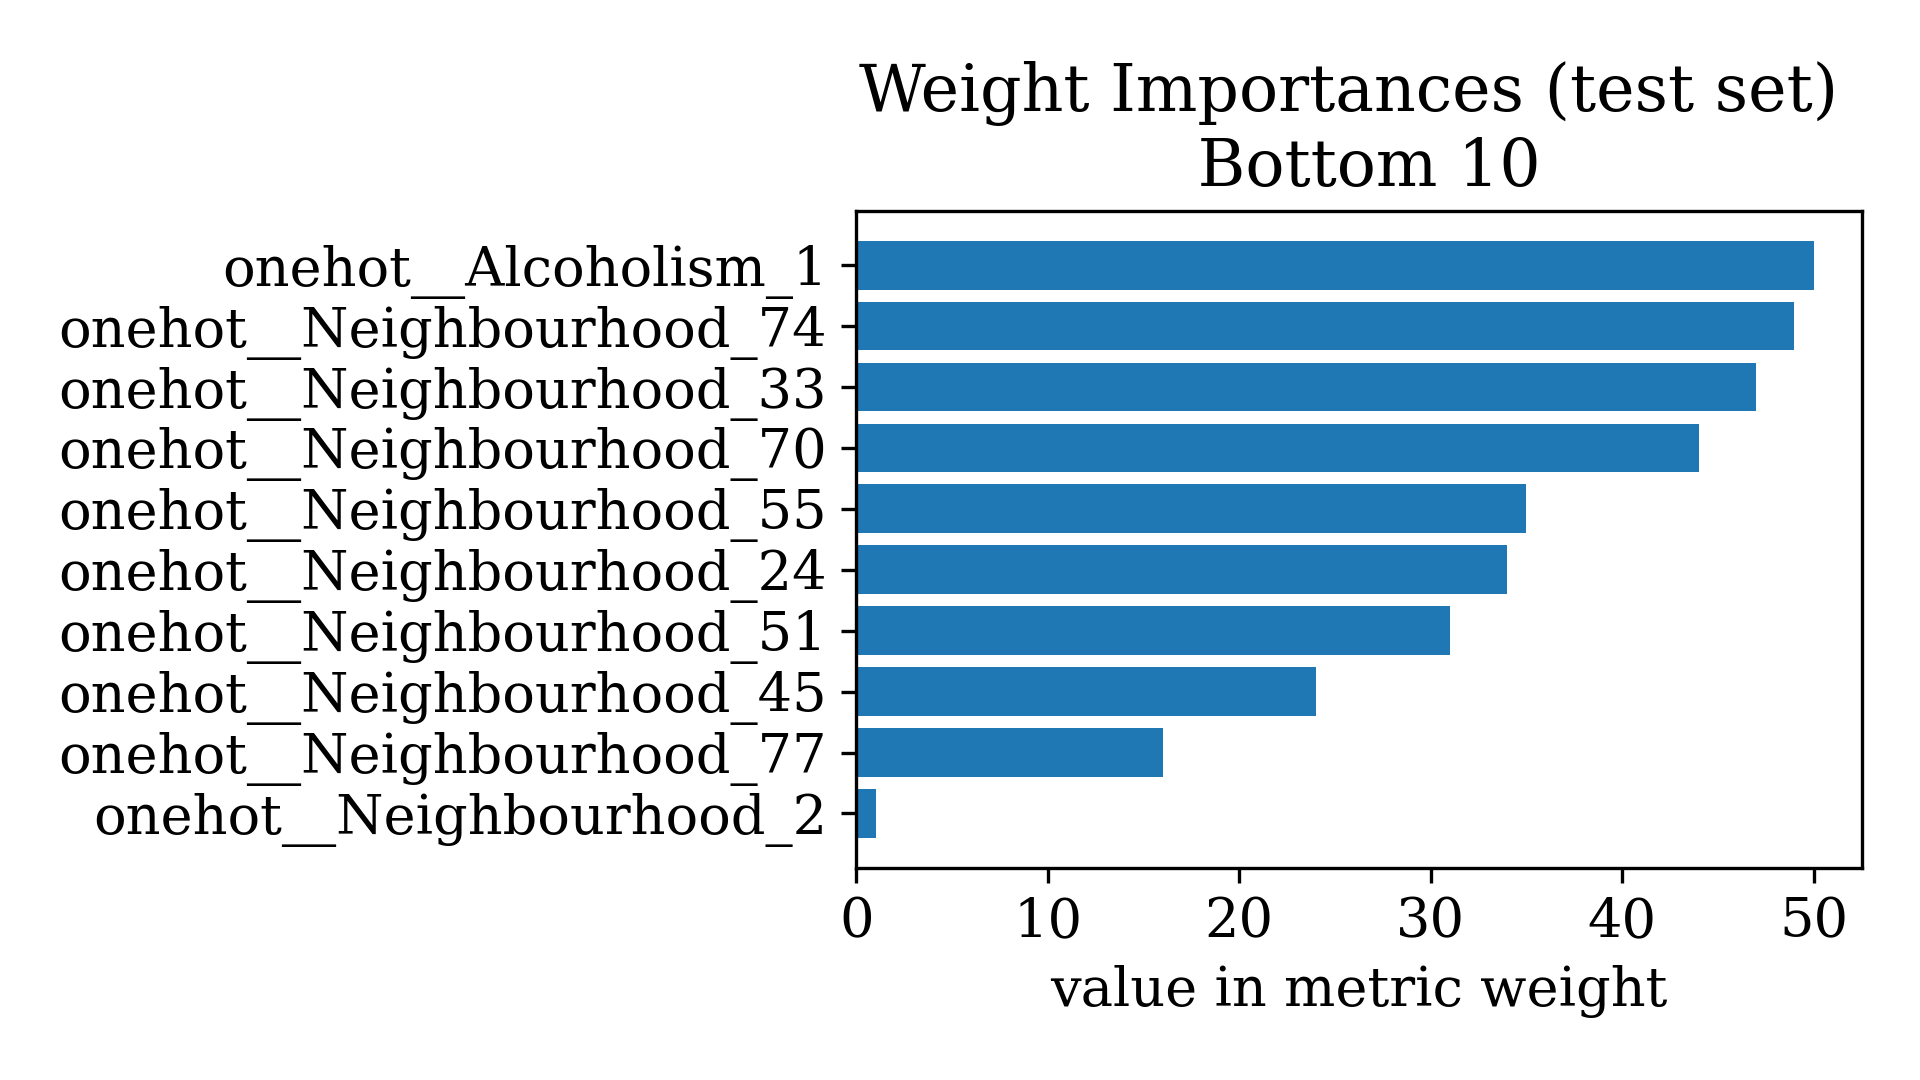 Weight Importances (test set)
Bottom 10
onehot__Alcoholism_1
onehot__Neighbourhood_74
onehot__Neighbourhood_33
onehot__Neighbourhood_70
onehot__Neighbourhood_55
onehot__Neighbourhood_24
onehot__Neighbourhood_51
onehot__Neighbourhood_45
onehot__Neighbourhood_77
onehot__Neighbourhood_2
0 10 20 30 40 50
value in metric weight